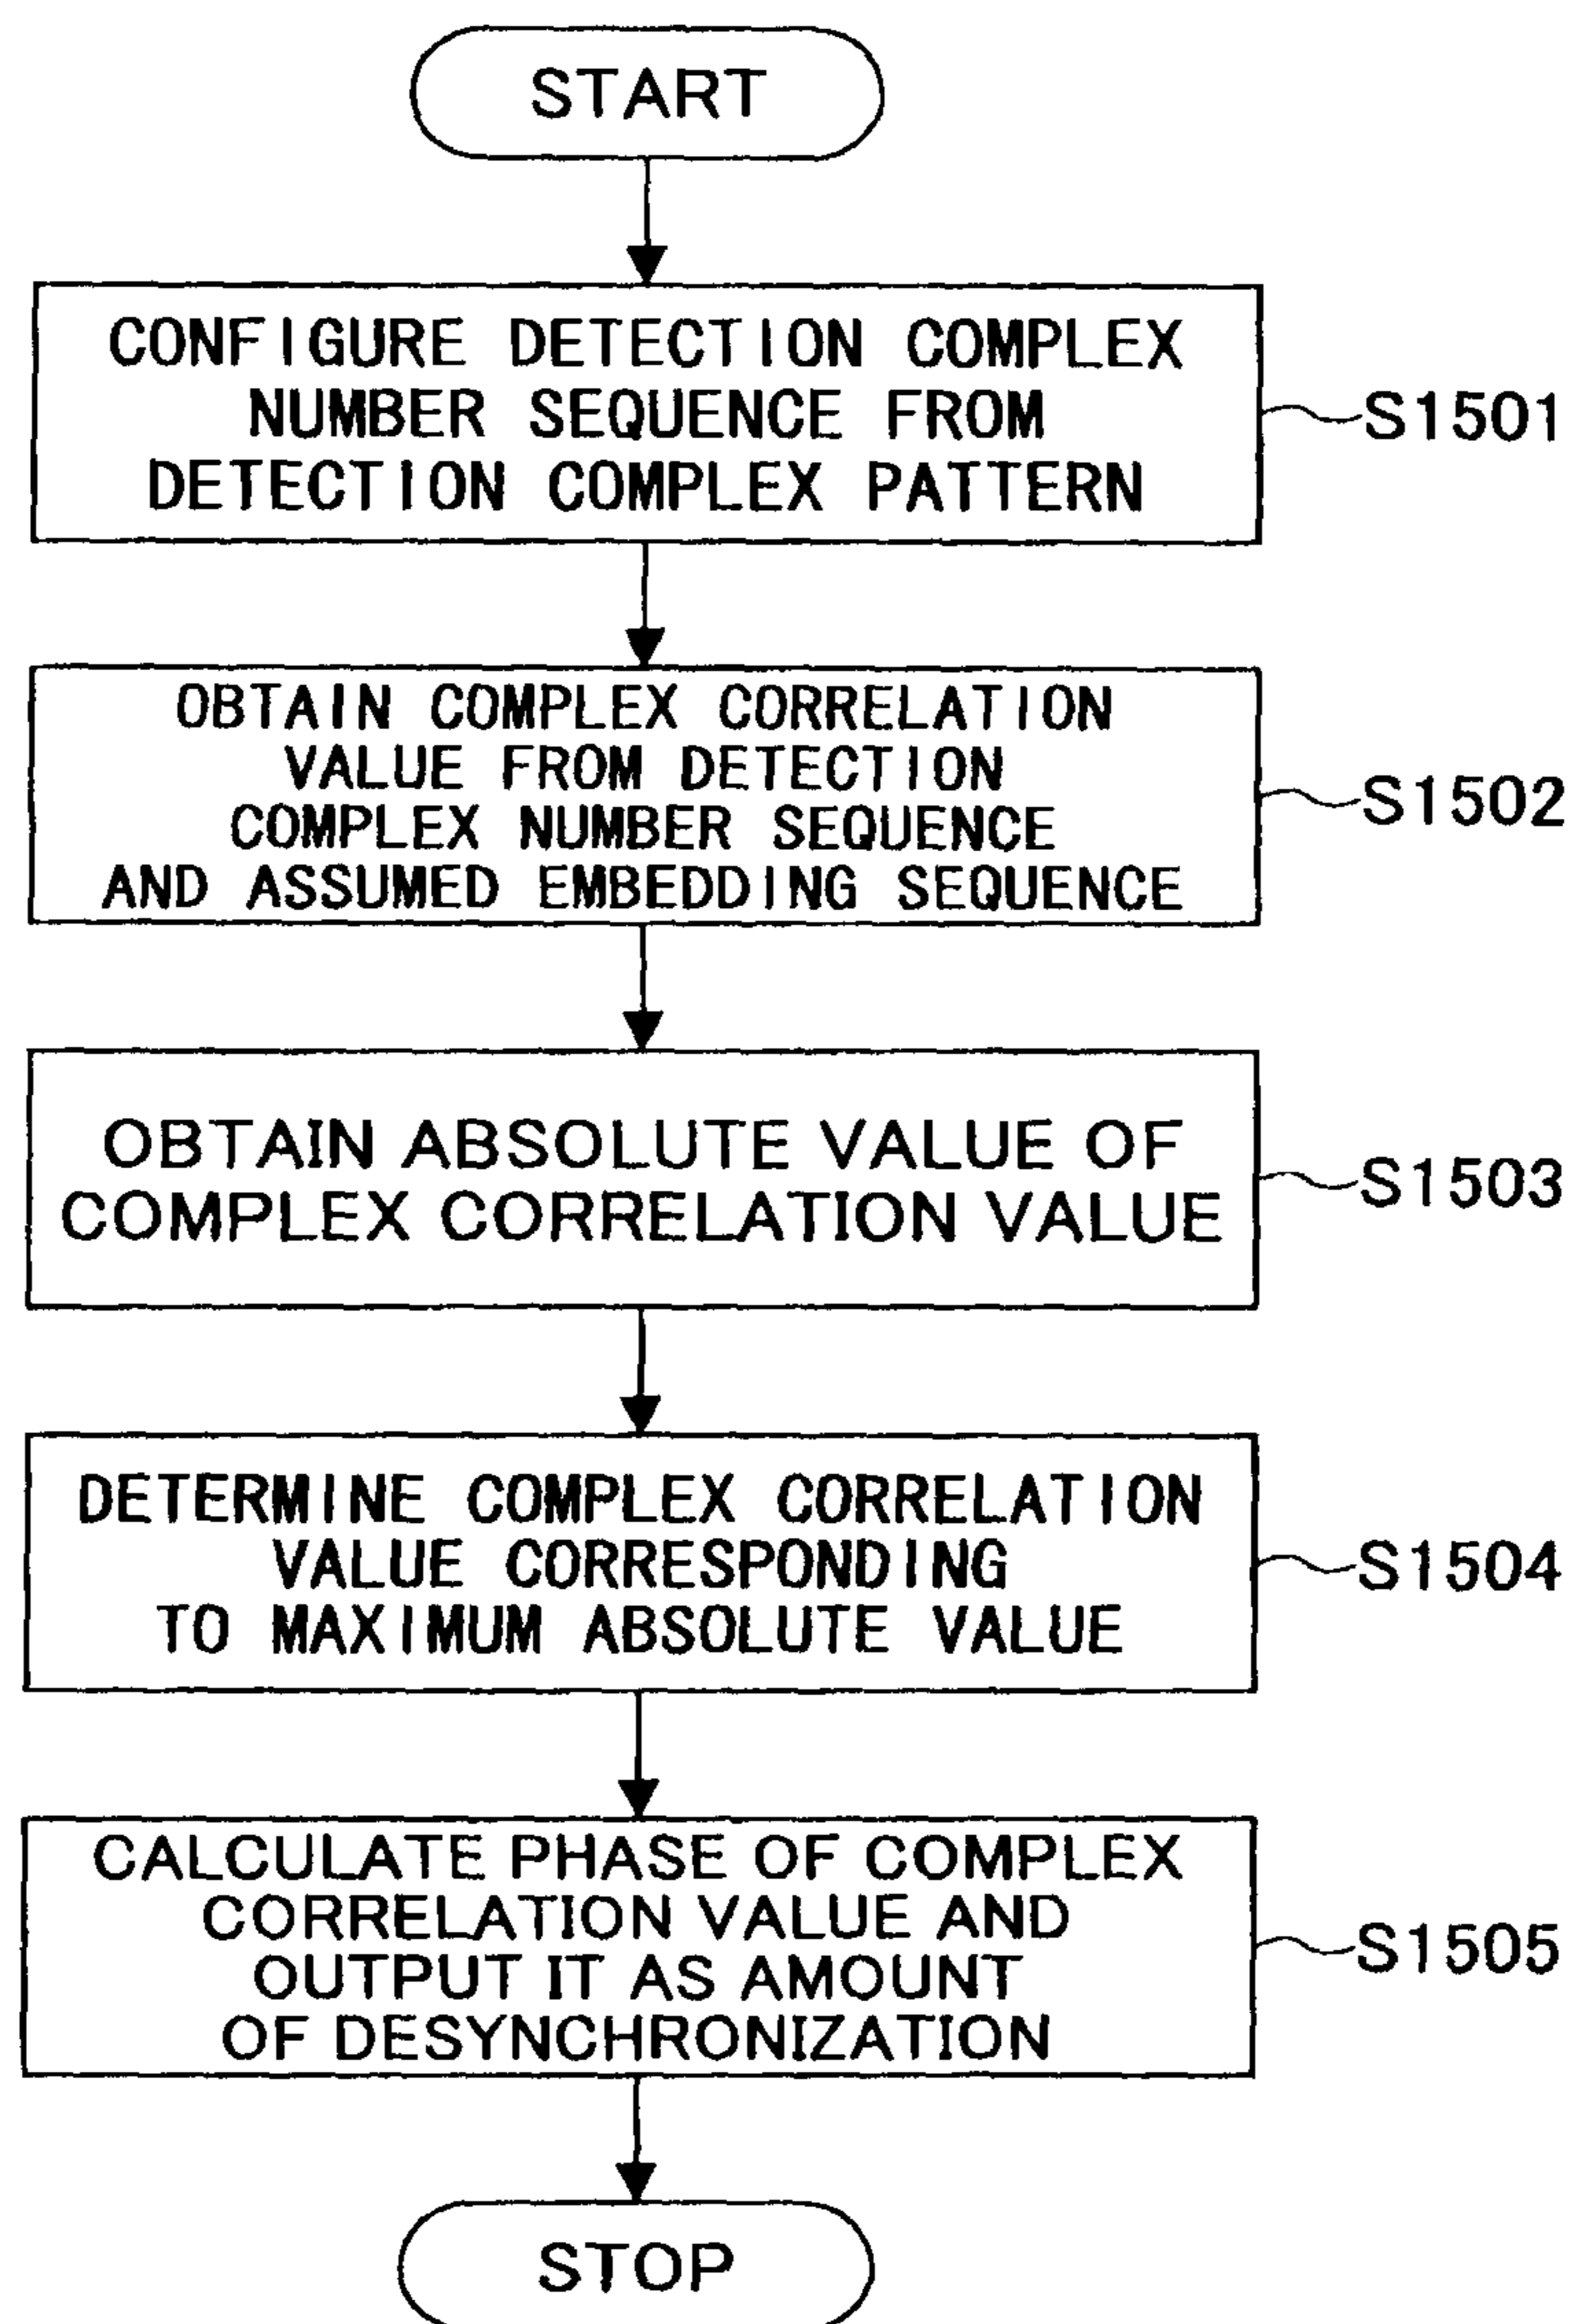 START
CONFIGURE DETECTION COMPLEX
NUMBER SEQUENCE FROM
DETECTION COMPLEX PATTERN
S1501
OBTAIN COMPLEX CORRELATION
VALUE FROM DETECTION
COMPLEX NUMBER SEQUENCE
AND ASSUMED EMBEDDING SEQUENCE
S1502
OBTAIN ABSOLUTE VALUE OF
COMPLEX CORRELATION VALUE
S1503
DETERMINE COMPLEX CORRELATION
VALUE CORRESPONDING
TO MAXIMUM ABSOLUTE VALUE
S1504
CALCULATE PHASE OF COMPLEX
CORRELATION VALUE AND
OUTPUT IT AS AMOUNT
OF DESYNCHRONIZATION
S1505
STOP